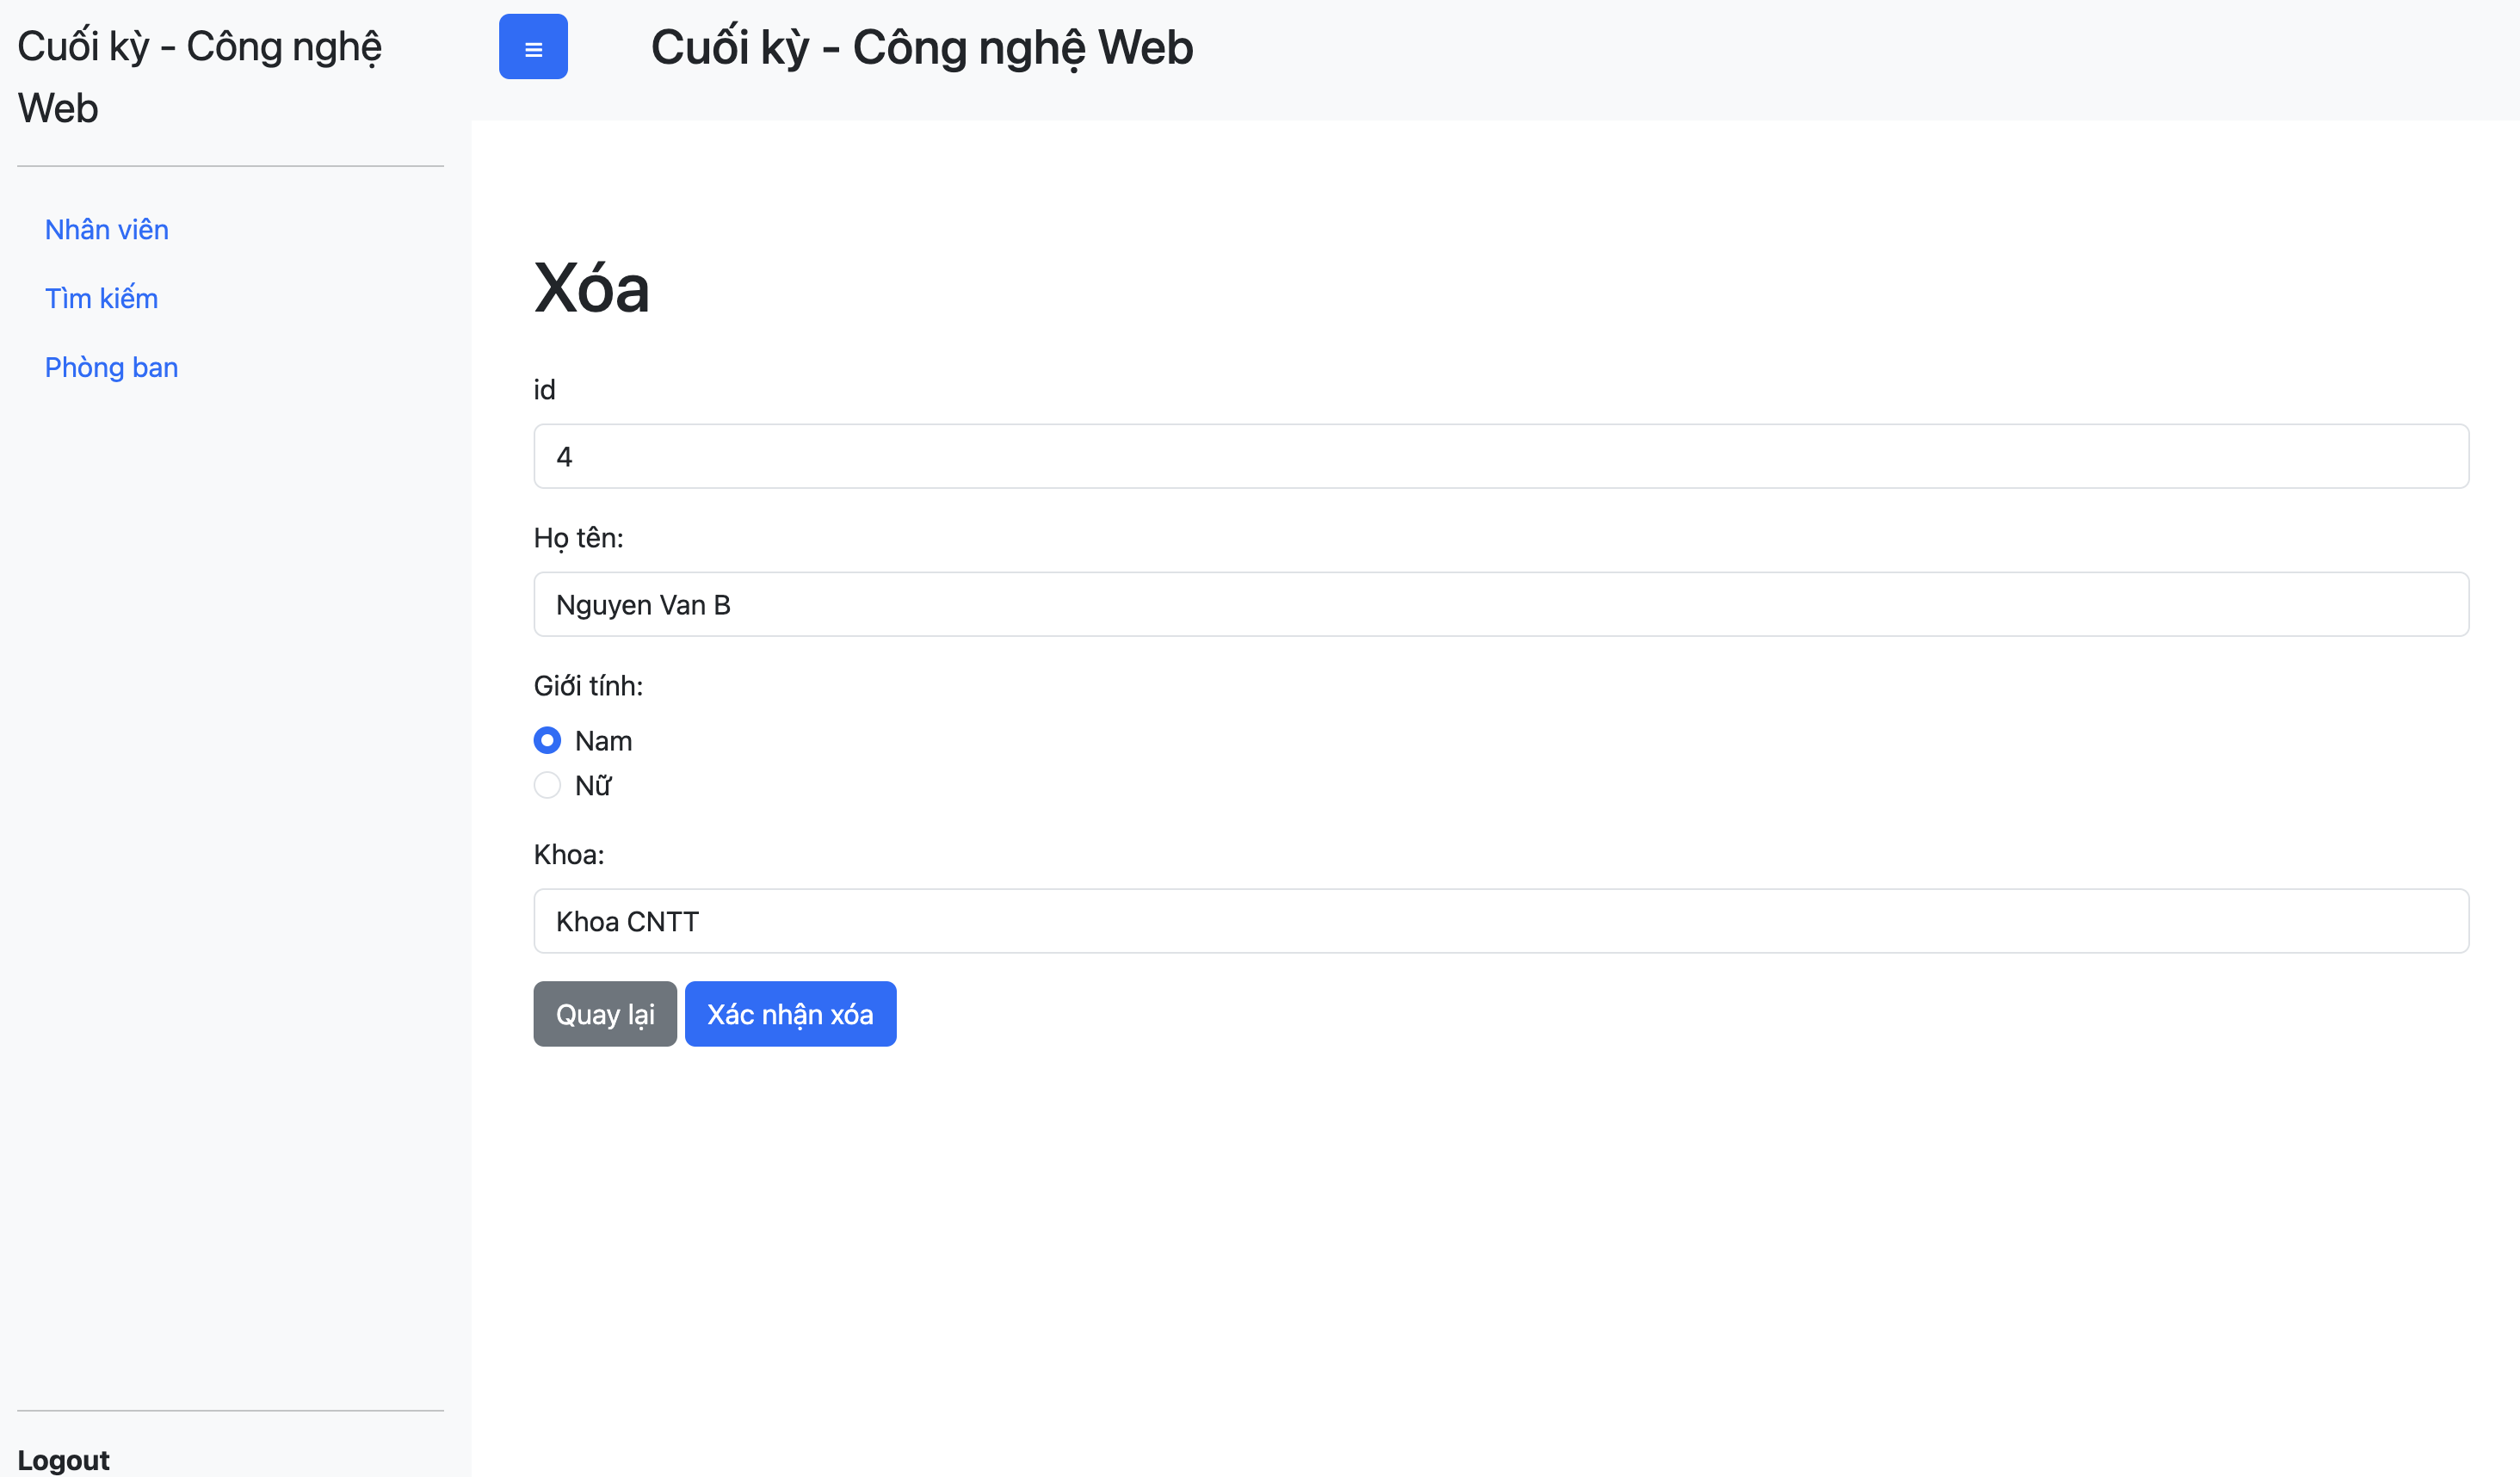 Cuối kỳ - Công nghệ
Web
Nhân viên
Tìm kiếm
Phòng ban
Logout
Cuối kỳ - Công nghệ Web
Xóa
id
4
Họ tên:
Nguyen Van B
Giới tính:
Nam
Nữ
Khoa:
Khoa CNTT
Quay lại Xác nhận xóa